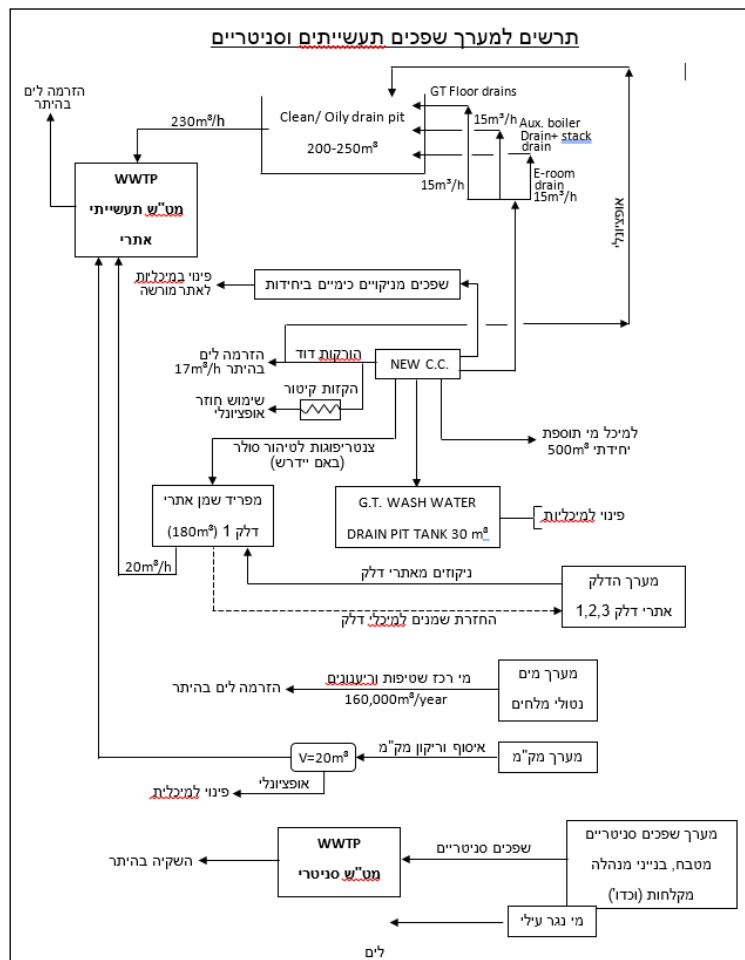 תרשים למערך שפכים תעשייתים וסניטריים
הזרמה לים
בהיתר
230m³/h
Clean/ Oily drain pit
200-250m³
GT Floor drains
15m³/h
Aux. boiler
Drain+ stack
drain
E-room
drain
15m³/h
15m³/h
אופציונלי
WWTP
מט"ש תעשייתי
אתרי
פינוי במיכליות
לאתר מורשה
שפכים מניקויים כימיים ביחידות
הזרמה לים
בהיתר 17m³/h
הורקות דוד
NEW C.C.
הקזות קיטור
שימוש חוזר
אופציונלי
צנטריפוגות לטיהור סולר
(באם יידרש)
למיכל מי תוספת
יחידתי 500m³
מפריד שמן אתרי
דלק 1 (180m³)
G.T. WASH WATER
DRAIN PIT TANK 30 m³
פינוי למיכליות
20m³/h
ניקוזים מאתרי דלק
החזרת שמנים למיכלי דלק
מערך הדלק
אתרי דלק 1,2,3
הזרמה לים בהיתר
מי רכז שטיפות וריענונים
160,000m³/year
מערך מים
נטולי מלחים
V=20m³
איסוף וריקון מק"מ
מערך מק"מ
אופציונלי
פינוי למיכלית
השקיה בהיתר
WWTP
מט"ש סניטרי
שפכים סניטריים
מערך שפכים סניטריים
מטבח, בנייני מנהלה
מקלחות (וכדו')
מי נגר עילי
לים